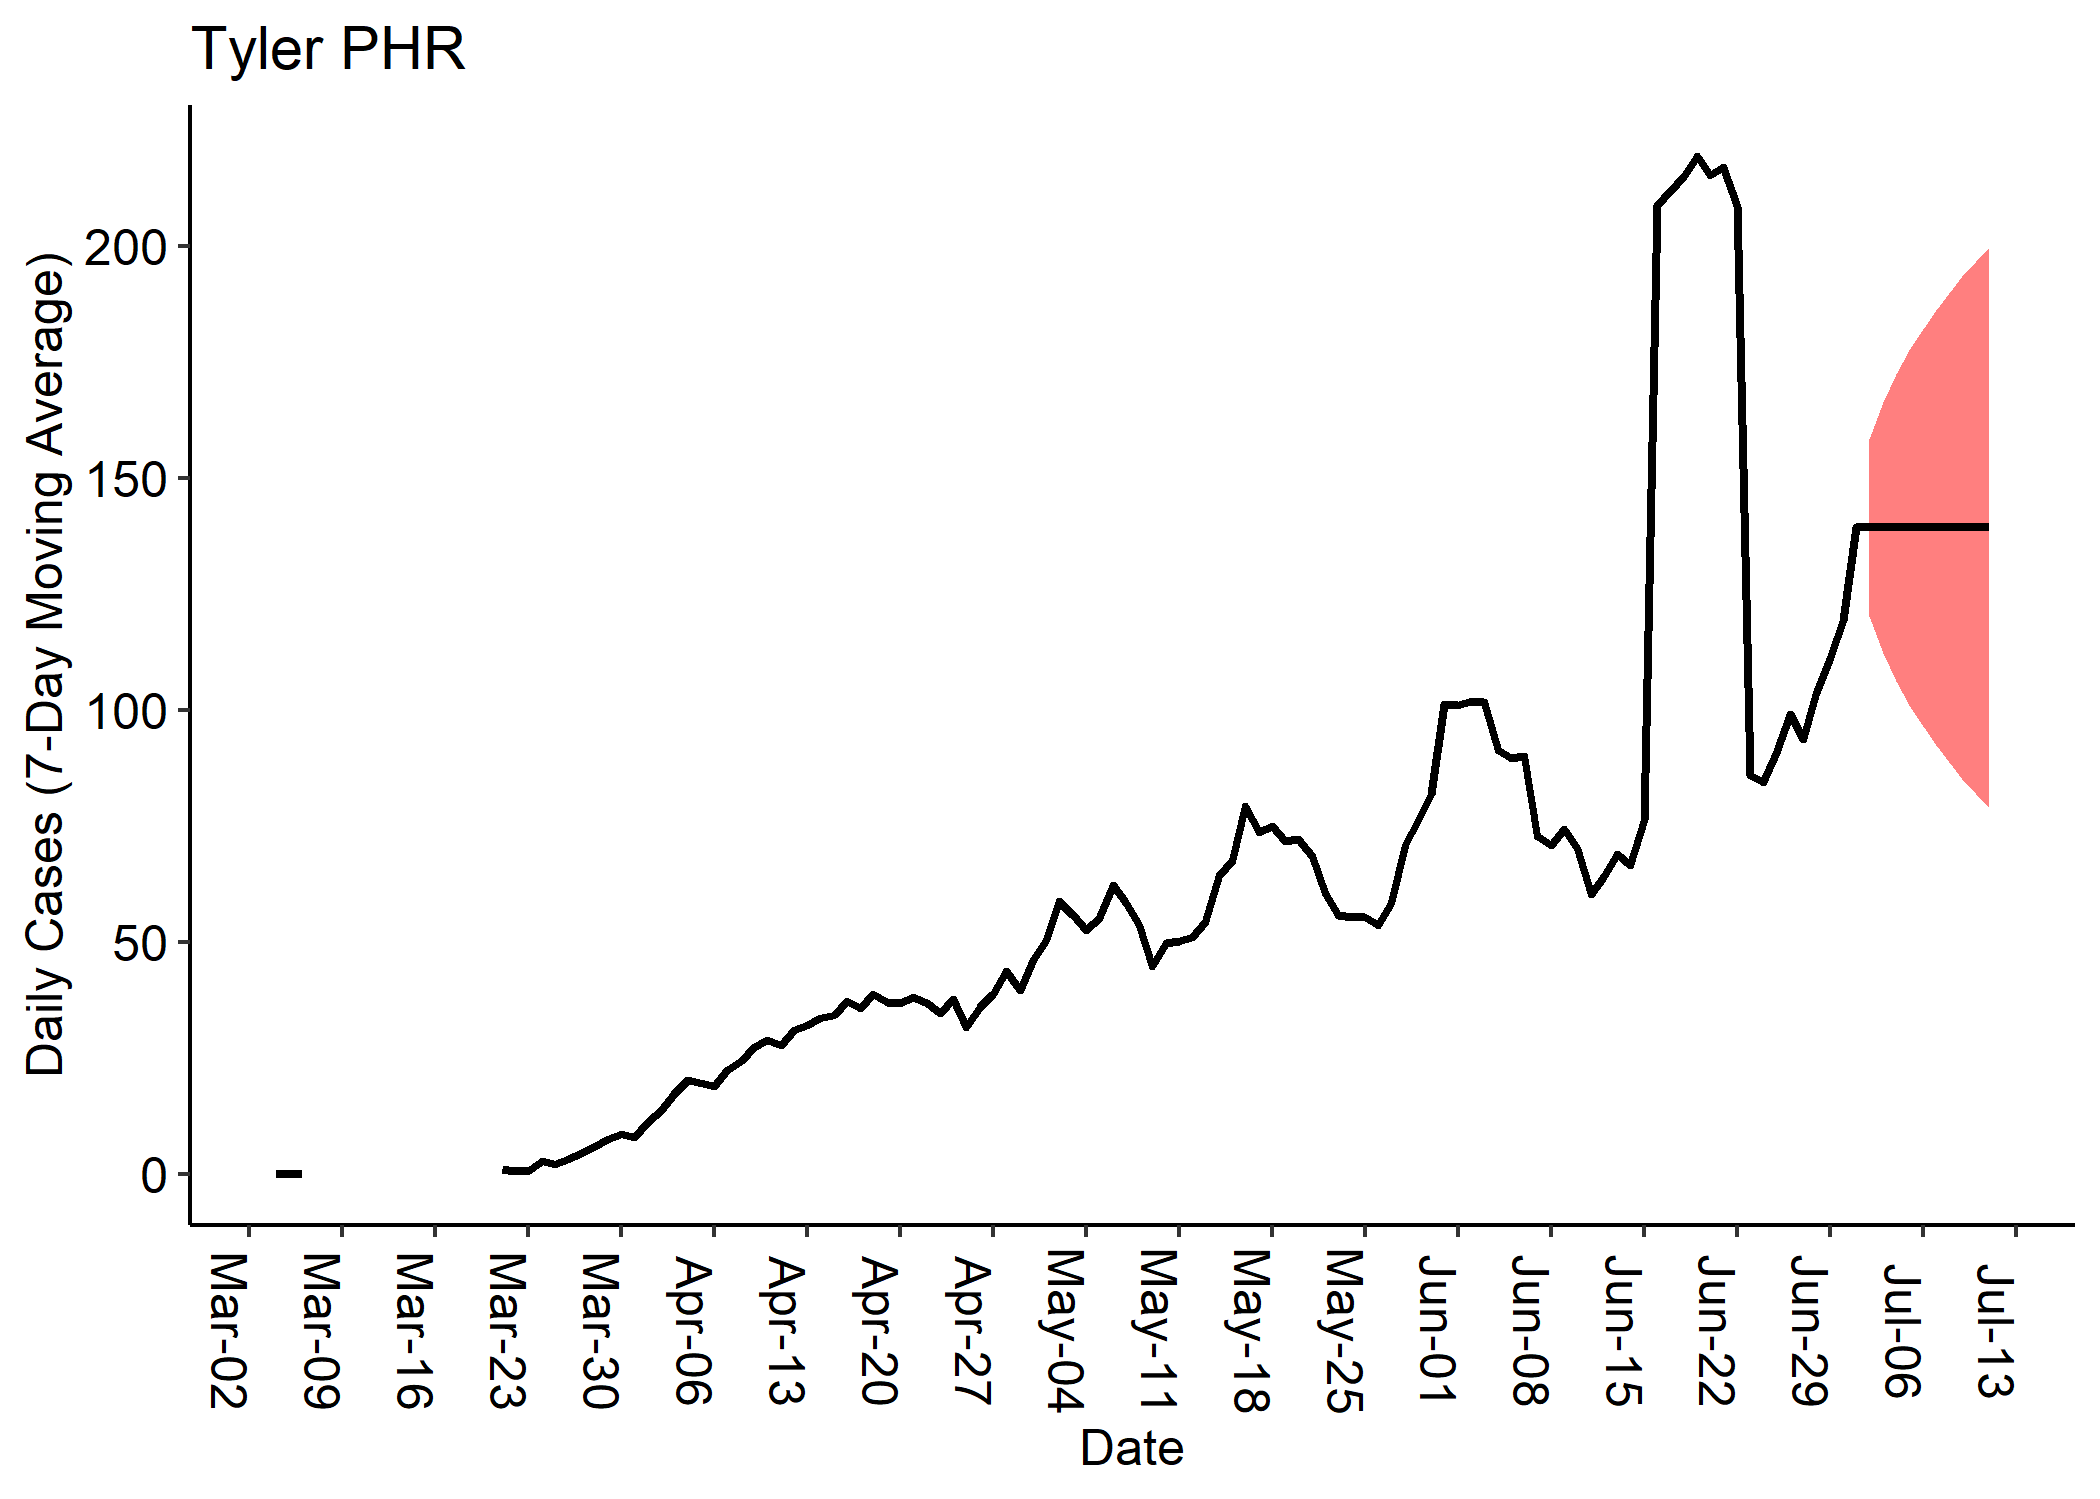 Tyler PHR
Daily Cases (7-Day Moving Average)
200
150
100
50
0
Mar-02
Mar-09
Mar-16
Mar-23
Mar-30
Apr-06
Apr-13
Apr-20
Apr-27
May-04
May-11
May-18
May-25
Jun-01
Jun-08
Jun-15
Jun-22
Jun-29
Jul-06
Jul-13
Date